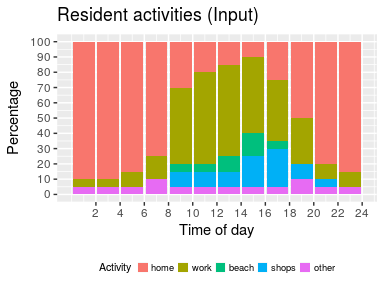 Resident activities (Input)
Percentage
100
90
80
70
60
50
40
30
20
10
0
2 4 6 8 10 12 14 16 18 20 22 24
Time of day
Activity home work beach shops other